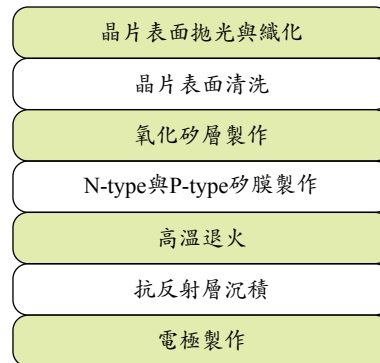 晶片表面拋光與織化
晶片表面清洗
氧化矽層製作
N-type與P-type矽膜製作
高溫退火
抗反射層沉積
電極製作